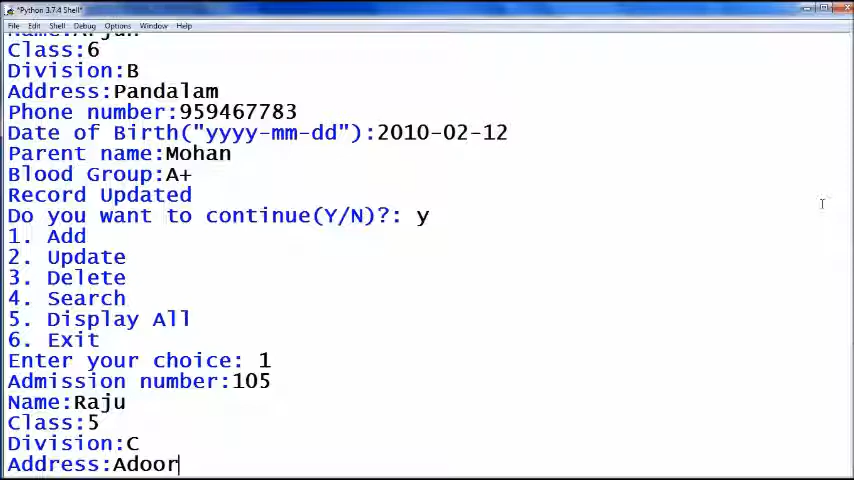 *Python 3.7.4 Shell*
File Edit Shell Debug Options Window Help
Name:Arjun
Class:6
Division:B
Address:Pandalam
Phone number:959467783
Date of Birth("yyyy-mm-dd"):2010-02-12
Parent name:Mohan
Blood Group:A+
Record Updated
Do you want to continue(Y/N)?: y
1. Add
2. Update
3. Delete
4. Search
5. Display All
6. Exit
Enter your choice: 1
Admission number:105
Name:Raju
Class:5
Division:C
Address:Adoor